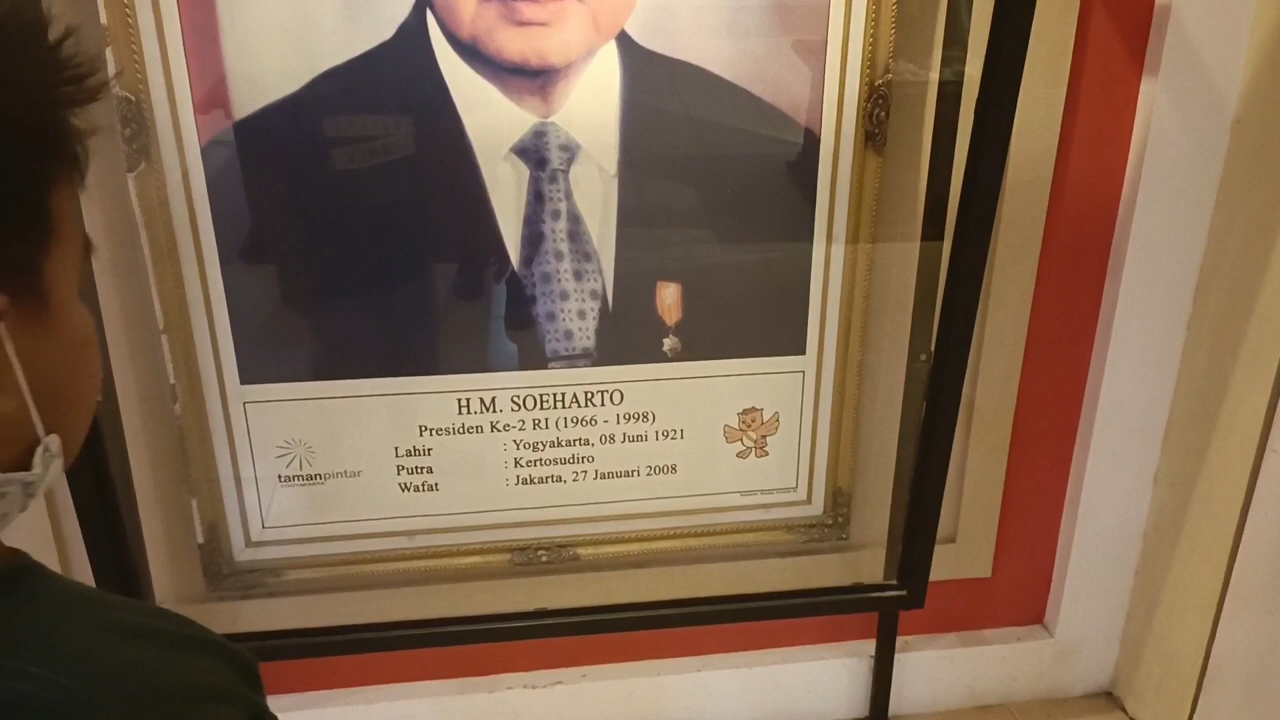 H.M. SOEHARTO
Presiden Ke-2 RI (1966 - 1998)
Lahir : Yogyakarta, 08 Juni 1921
Putra : Kertosudiro
Wafat : Jakarta, 27 Januari 2008
tamanpintar
YOGYAKARTA